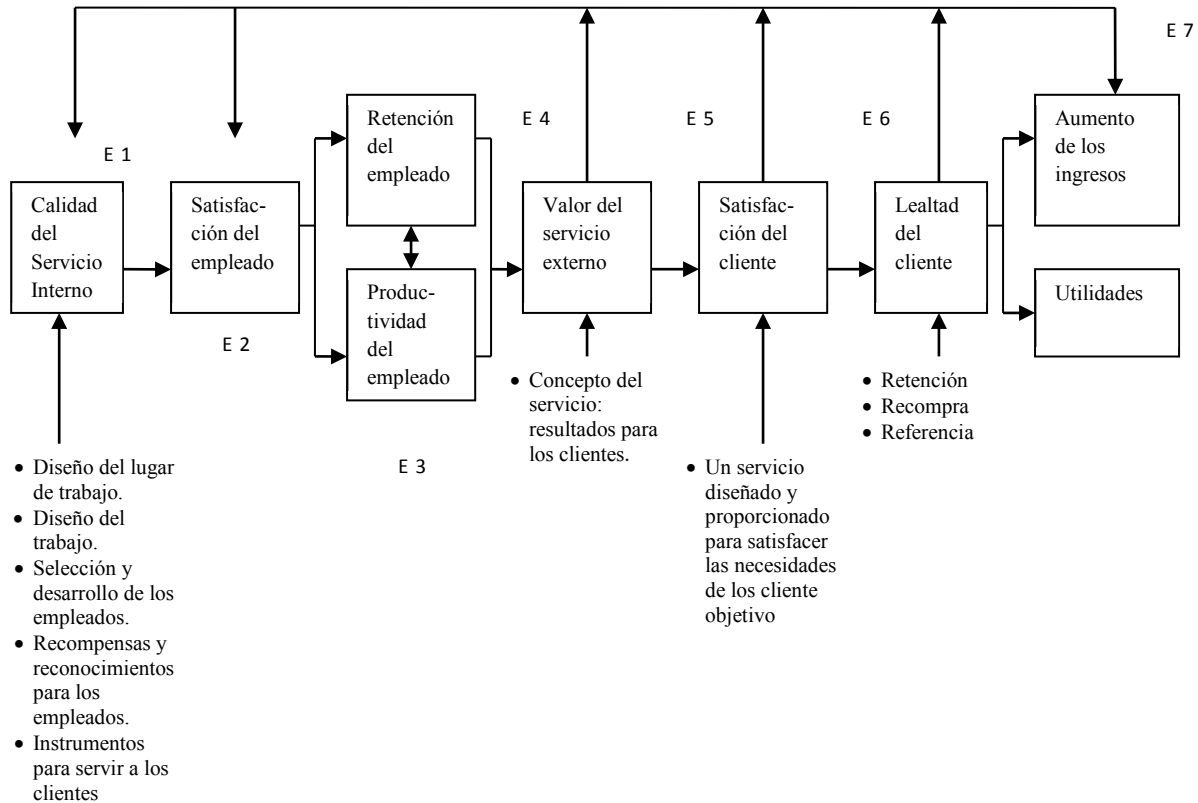 E 7
E 1
Calidad
del
Servicio
Interno
Satisfac-
ción del
empleado
E 2
Retención
del
empleado
Produc-
tividad
del
empleado
E 3
E 4
Valor del
servicio
externo
E 5
Satisfac-
ción del
cliente
E 6
Lealtad
del
cliente
Aumento
de los
ingresos
Utilidades
• Diseño del lugar
de trabajo.
• Diseño del
trabajo.
• Selección y
desarrollo de los
empleados.
• Recompensas y
reconocimientos
para los
empleados.
• Instrumentos
para servir a los
clientes
• Concepto del
servicio:
resultados para
los clientes.
• Un servicio
diseñado y
proporcionado
para satisfacer
las necesidades
de los cliente
objetivo
• Retención
• Recompra
• Referencia